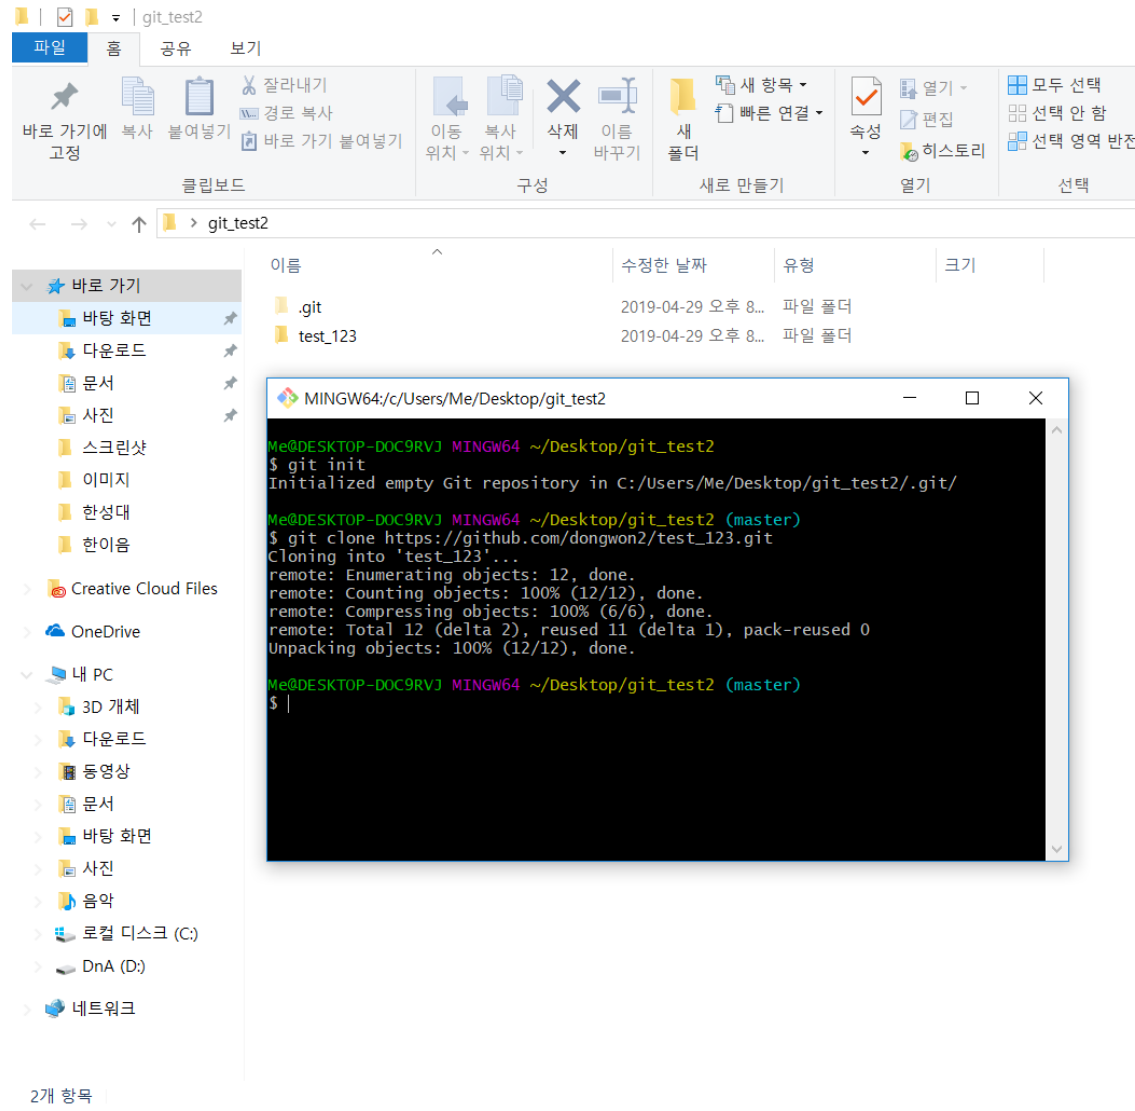 git_test2
파일 홈 공유 보기
바로 가기에 고정
복사
붙여넣기
잘라내기
경로 복사
바로 가기 붙여넣기
클립보드
이동 위치
복사 위치
삭제
이름 바꾸기
구성
새 폴더
새 항목
빠른 연결
새로 만들기
속성
열기
편집
히스토리
열기
모두 선택
선택 안 함
선택 영역 반전
선택
git_test2
이름 수정한 날짜 유형 크기
.git 2019-04-29 오후 8... 파일 폴더
test_123 2019-04-29 오후 8... 파일 폴더
바로 가기
바탕 화면
다운로드
문서
사진
스크린샷
이미지
한성대
한이음
Creative Cloud Files
OneDrive
내 PC
3D 개체
다운로드
동영상
문서
바탕 화면
사진
음악
로컬 디스크 (C:)
DnA (D:)
네트워크
2개 항목
MINGW64:/c/Users/Me/Desktop/git_test2
Me@DESKTOP-DOC9RVJ MINGW64 ~/Desktop/git_test2
$ git init
Initialized empty Git repository in C:/Users/Me/Desktop/git_test2/.git/
Me@DESKTOP-DOC9RVJ MINGW64 ~/Desktop/git_test2 (master)
$ git clone https://github.com/dongwon2/test_123.git
Cloning into 'test_123'...
remote: Enumerating objects: 12, done.
remote: Counting objects: 100% (12/12), done.
remote: Compressing objects: 100% (6/6), done.
remote: Total 12 (delta 2), reused 11 (delta 1), pack-reused 0
Unpacking objects: 100% (12/12), done.
Me@DESKTOP-DOC9RVJ MINGW64 ~/Desktop/git_test2 (master)
$